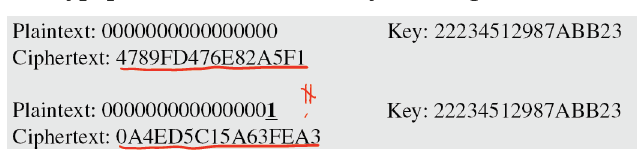 Plaintext: 0000000000000000 Key: 22234512987ABB23
Ciphertext: 4789FD476E82A5F1
Plaintext: 0000000000000001 Key: 22234512987ABB23
Ciphertext: 0A4ED5C15A63FEA3